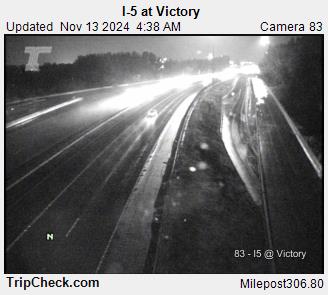 I-5 at Victory
Updated Nov 13 2024 4:38 AM Camera 83
T
N
83 - I5 @ Victory
TripCheck.com Milepost306.80